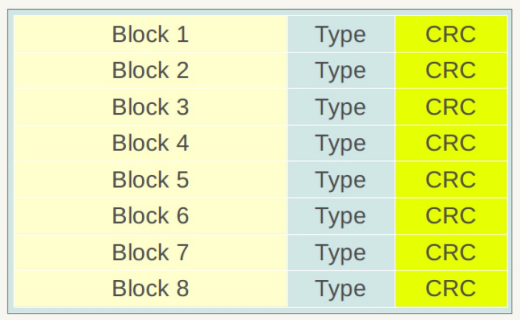 Block 1 Type CRC
Block 2 Type CRC
Block 3 Type CRC
Block 4 Type CRC
Block 5 Type CRC
Block 6 Type CRC
Block 7 Type CRC
Block 8 Type CRC